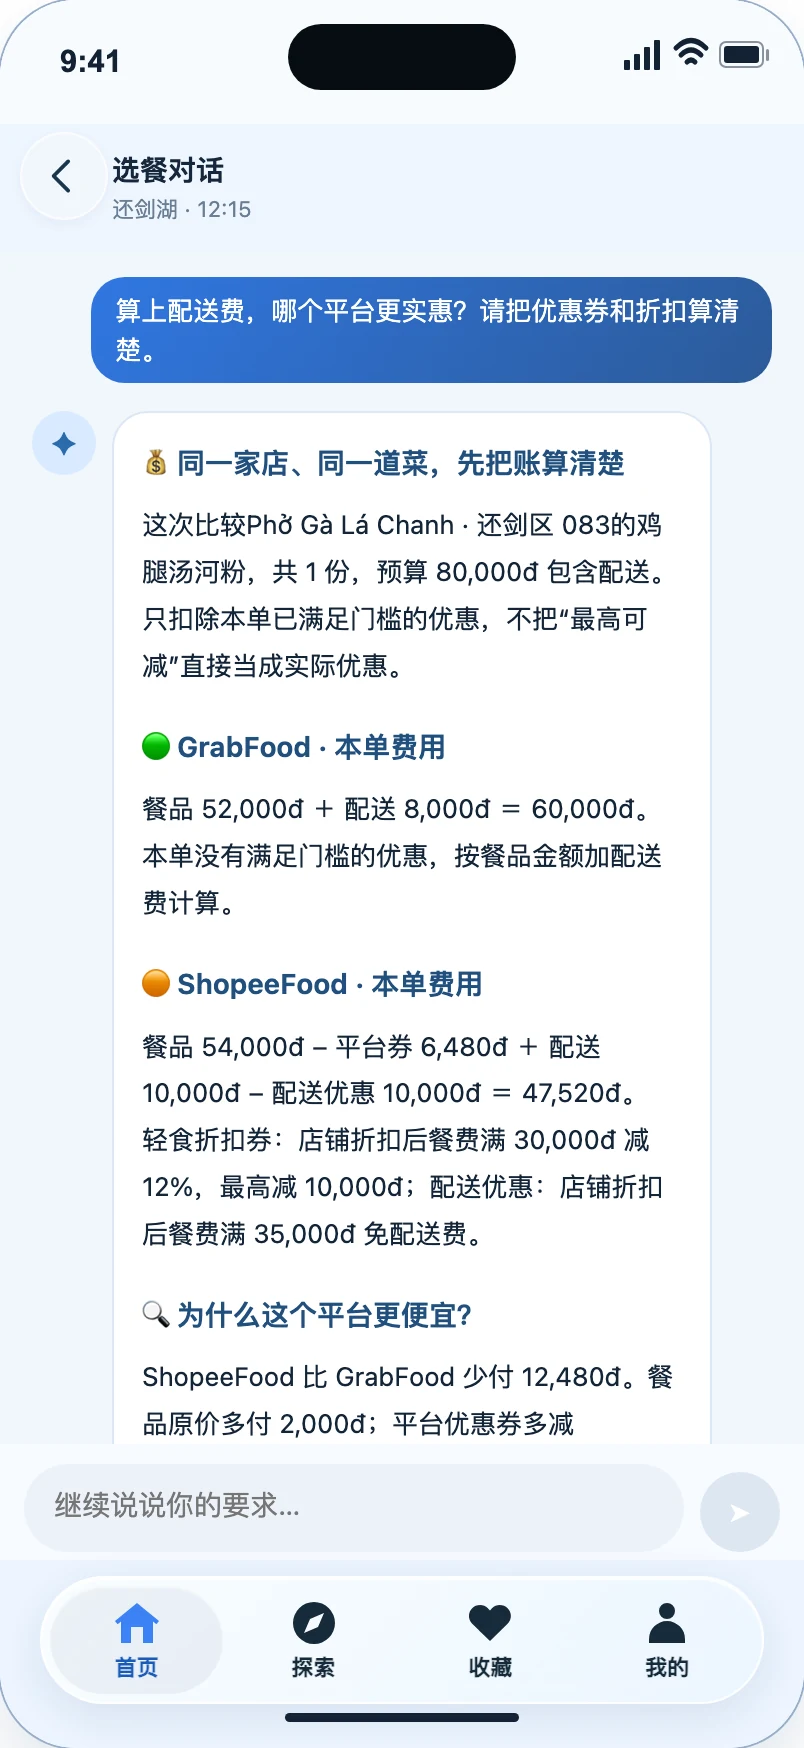 9:41
选餐对话
还剑湖 · 12:15
算上配送费，哪个平台更实惠？请把优惠券和折扣算清
楚。
💰 同一家店、同一道菜，先把账算清楚
这次比较Phở Gà Lá Chanh · 还剑区 083的鸡
腿汤河粉，共 1 份，预算 80,000đ 包含配送。
只扣除本单已满足门槛的优惠，不把“最高可
减”直接当成实际优惠。
🟢 GrabFood · 本单费用
餐品 52,000đ ＋ 配送 8,000đ ＝ 60,000đ。
本单没有满足门槛的优惠，按餐品金额加配送
费计算。
🟠 ShopeeFood · 本单费用
餐品 54,000đ − 平台券 6,480đ ＋ 配送
10,000đ − 配送优惠 10,000đ ＝ 47,520đ。
轻食折扣券：店铺折扣后餐费满 30,000đ 减
12%，最高减 10,000đ；配送优惠：店铺折扣
后餐费满 35,000đ 免配送费。
🔍 为什么这个平台更便宜？
ShopeeFood 比 GrabFood 少付 12,480đ。餐
品原价多付 2,000đ；平台优惠券多减
继续说说你的要求...
首页
探索
收藏
我的